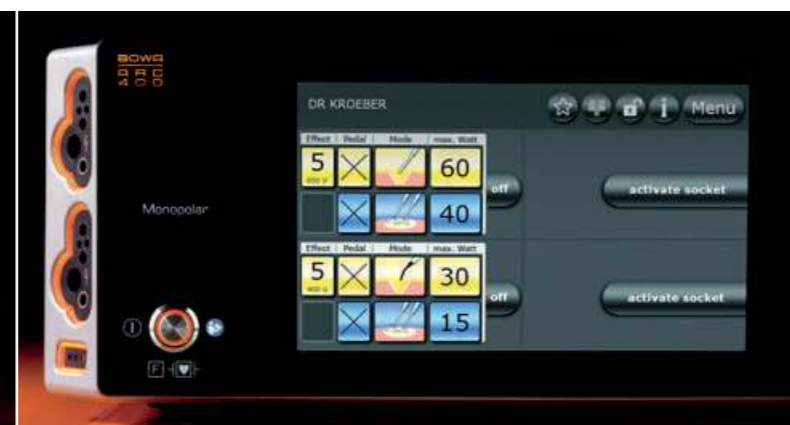 BOWA
ARC
400
DR KROEBER
i Menu
Effect Pedal Mode max. Watt
5 60
off
activate socket
40
Monopolar
Effect Pedal Mode max. Watt
5 30
off
activate socket
15
F